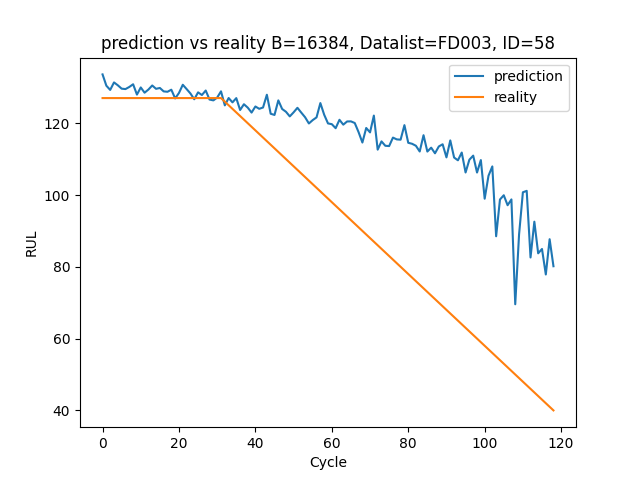 prediction vs reality B=16384, Datalist=FD003, ID=58
prediction
reality
RUL
120
100
80
60
40
0 20 40 60 80 100 120
Cycle